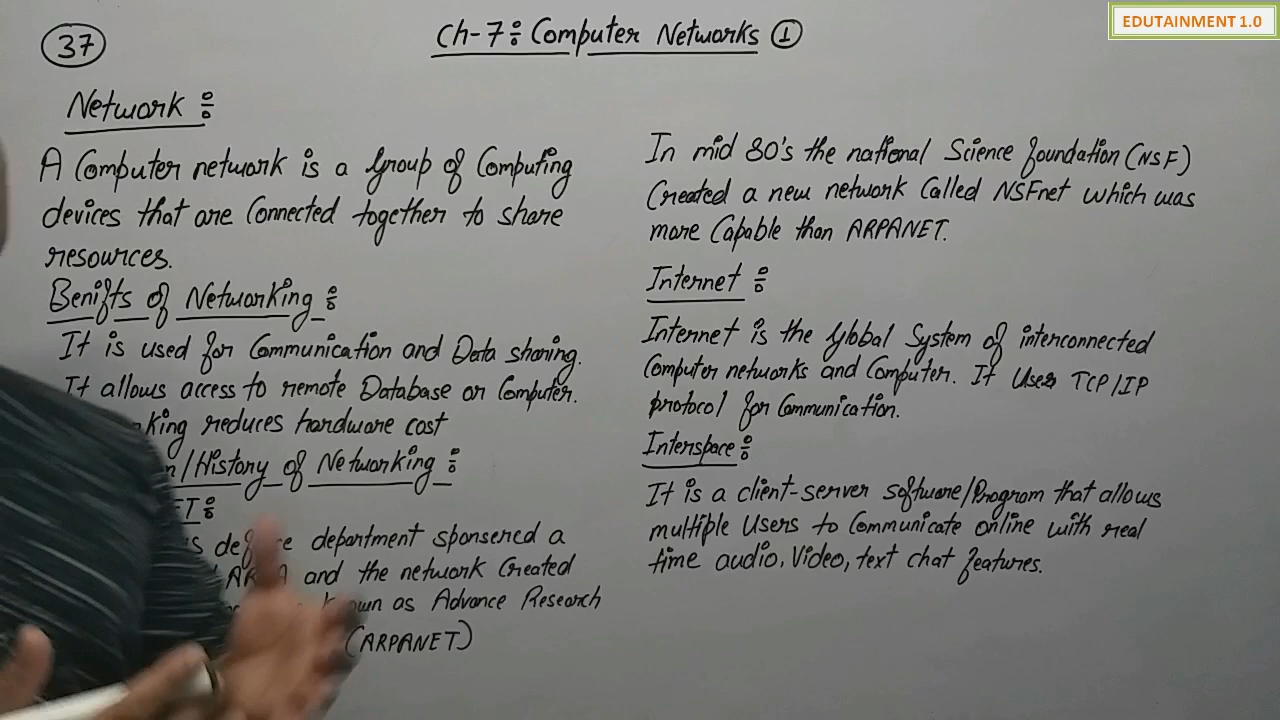 EDUTAINMENT 1.0
37
Ch-7: Computer Networks 1
Network:
A Computer network is a group of Computing
devices that are Connected together to share
resources.
Benifts of Networking:
It is used for Communication and Data sharing.
It allows access to remote Database or Computer.
king reduces hardware cost
n/History of Networking:
ET:
department sponsered a
and the network Created
known as Advance Research
(ARPANET)
In mid 80's the national Science foundation (NSF)
Created a new network Called NSFnet which was
more Capable than ARPANET.
Internet:
Internet is the global System of interconnected
Computer networks and Computer. It Uses TCP/IP
protocol for Communication.
Interspace:
It is a client-server software/Program that allows
multiple Users to Communicate online with real
time audio, Video, text chat features.